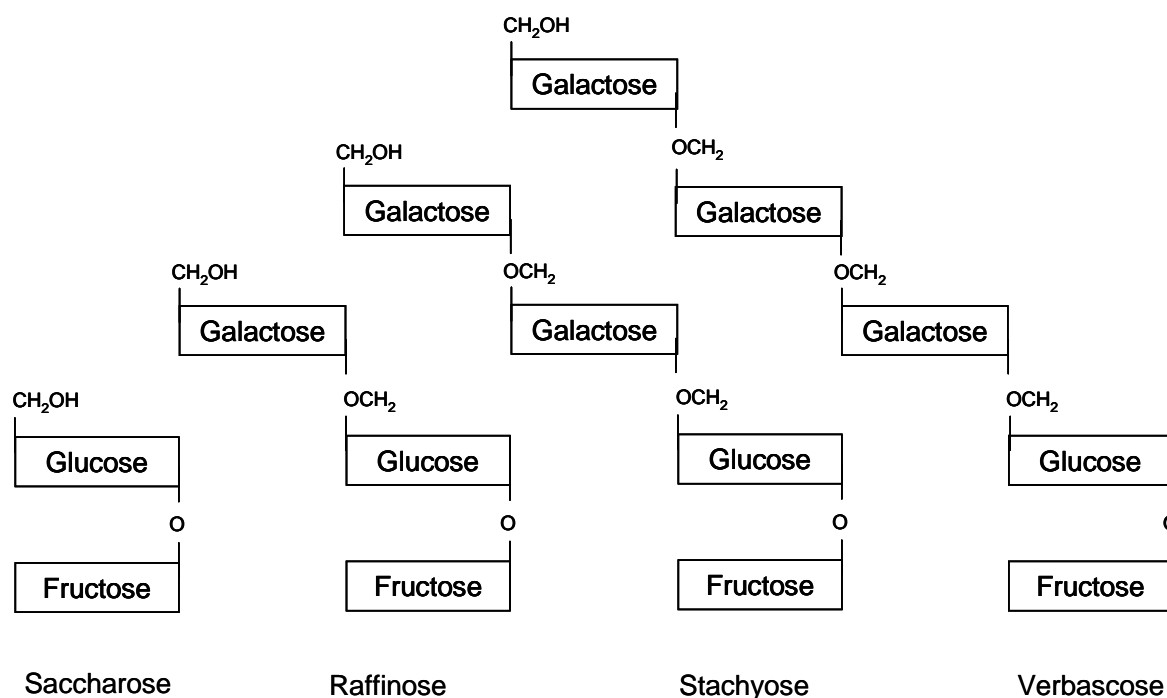 CH₂OH
Galactose
CH₂OH OCH₂
Galactose Galactose
CH₂OH OCH₂ OCH₂
Galactose Galactose Galactose
CH₂OH OCH₂ OCH₂ OCH₂
Glucose Glucose Glucose Glucose
O O O
Fructose Fructose Fructose Fructose
Saccharose Raffinose Stachyose Verbascose